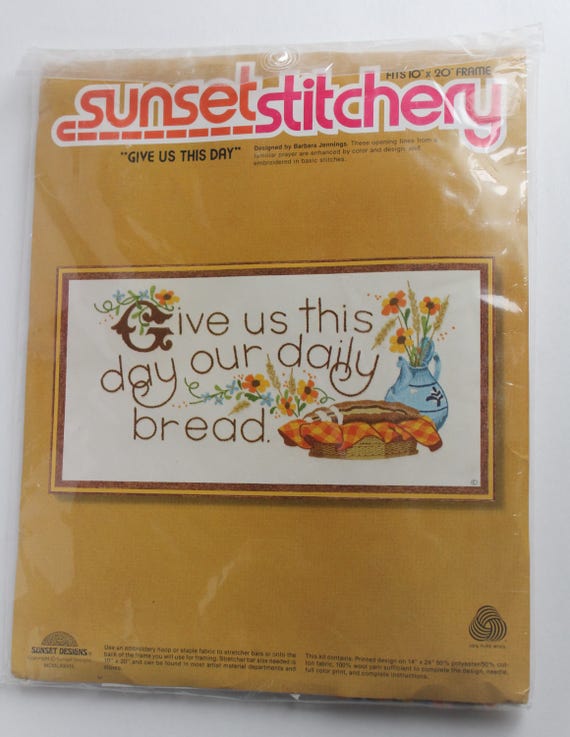 FITS 10" x 20" FRAME
sunset stitchery
"GIVE US THIS DAY"
Designed by Barbara Jennings. These opening lines from a
familiar prayer are enhanced by color and design, and
embroidered in basic stitches.
Give us this
day our daily
bread.
©
SUNSET DESIGNS®
Copyright © Sunset Designs
Use an embroidery hoop or staple fabric to stretcher bars or onto the
back of the frame you will use for framing. Stretcher bar size needed is
10" x 20" and can be found in most artist material departments and
stores.
100% PURE WOOL
This kit contains: Printed design on 14" x 24" 50% polyester/50% cot-
ton fabric, 100% wool yarn sufficient to complete the design, needle,
full color print, and complete instructions.